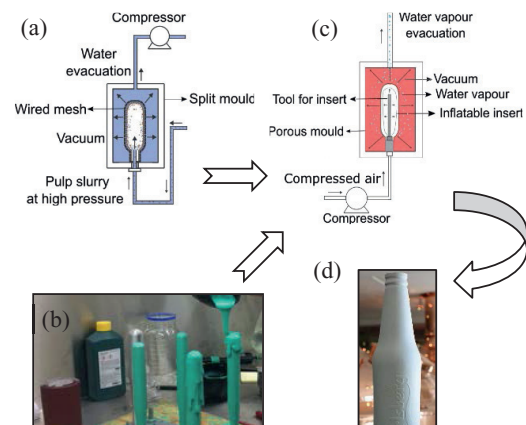 (a)
Compressor
Water
evacuation
Wired mesh
Split mould
Vacuum
Pulp slurry
at high pressure
(b)
(c)
Water vapour
evacuation
Vacuum
Tool for insert
Water vapour
Inflatable insert
Porous mould
Compressed air
Compressor
(d)